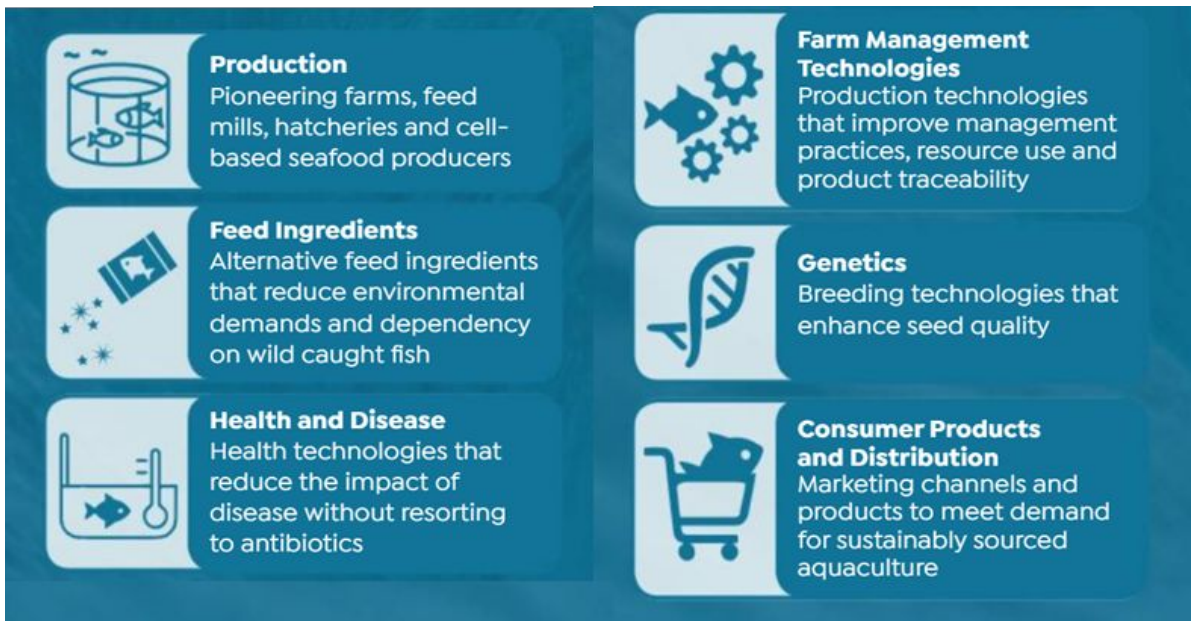 Production
Pioneering farms, feed
mills, hatcheries and cell-
based seafood producers
Feed Ingredients
Alternative feed ingredients
that reduce environmental
demands and dependency
on wild caught fish
Health and Disease
Health technologies that
reduce the impact of
disease without resorting
to antibiotics
Farm Management
Technologies
Production technologies
that improve management
practices, resource use and
product traceability
Genetics
Breeding technologies that
enhance seed quality
Consumer Products
and Distribution
Marketing channels and
products to meet demand
for sustainably sourced
aquaculture